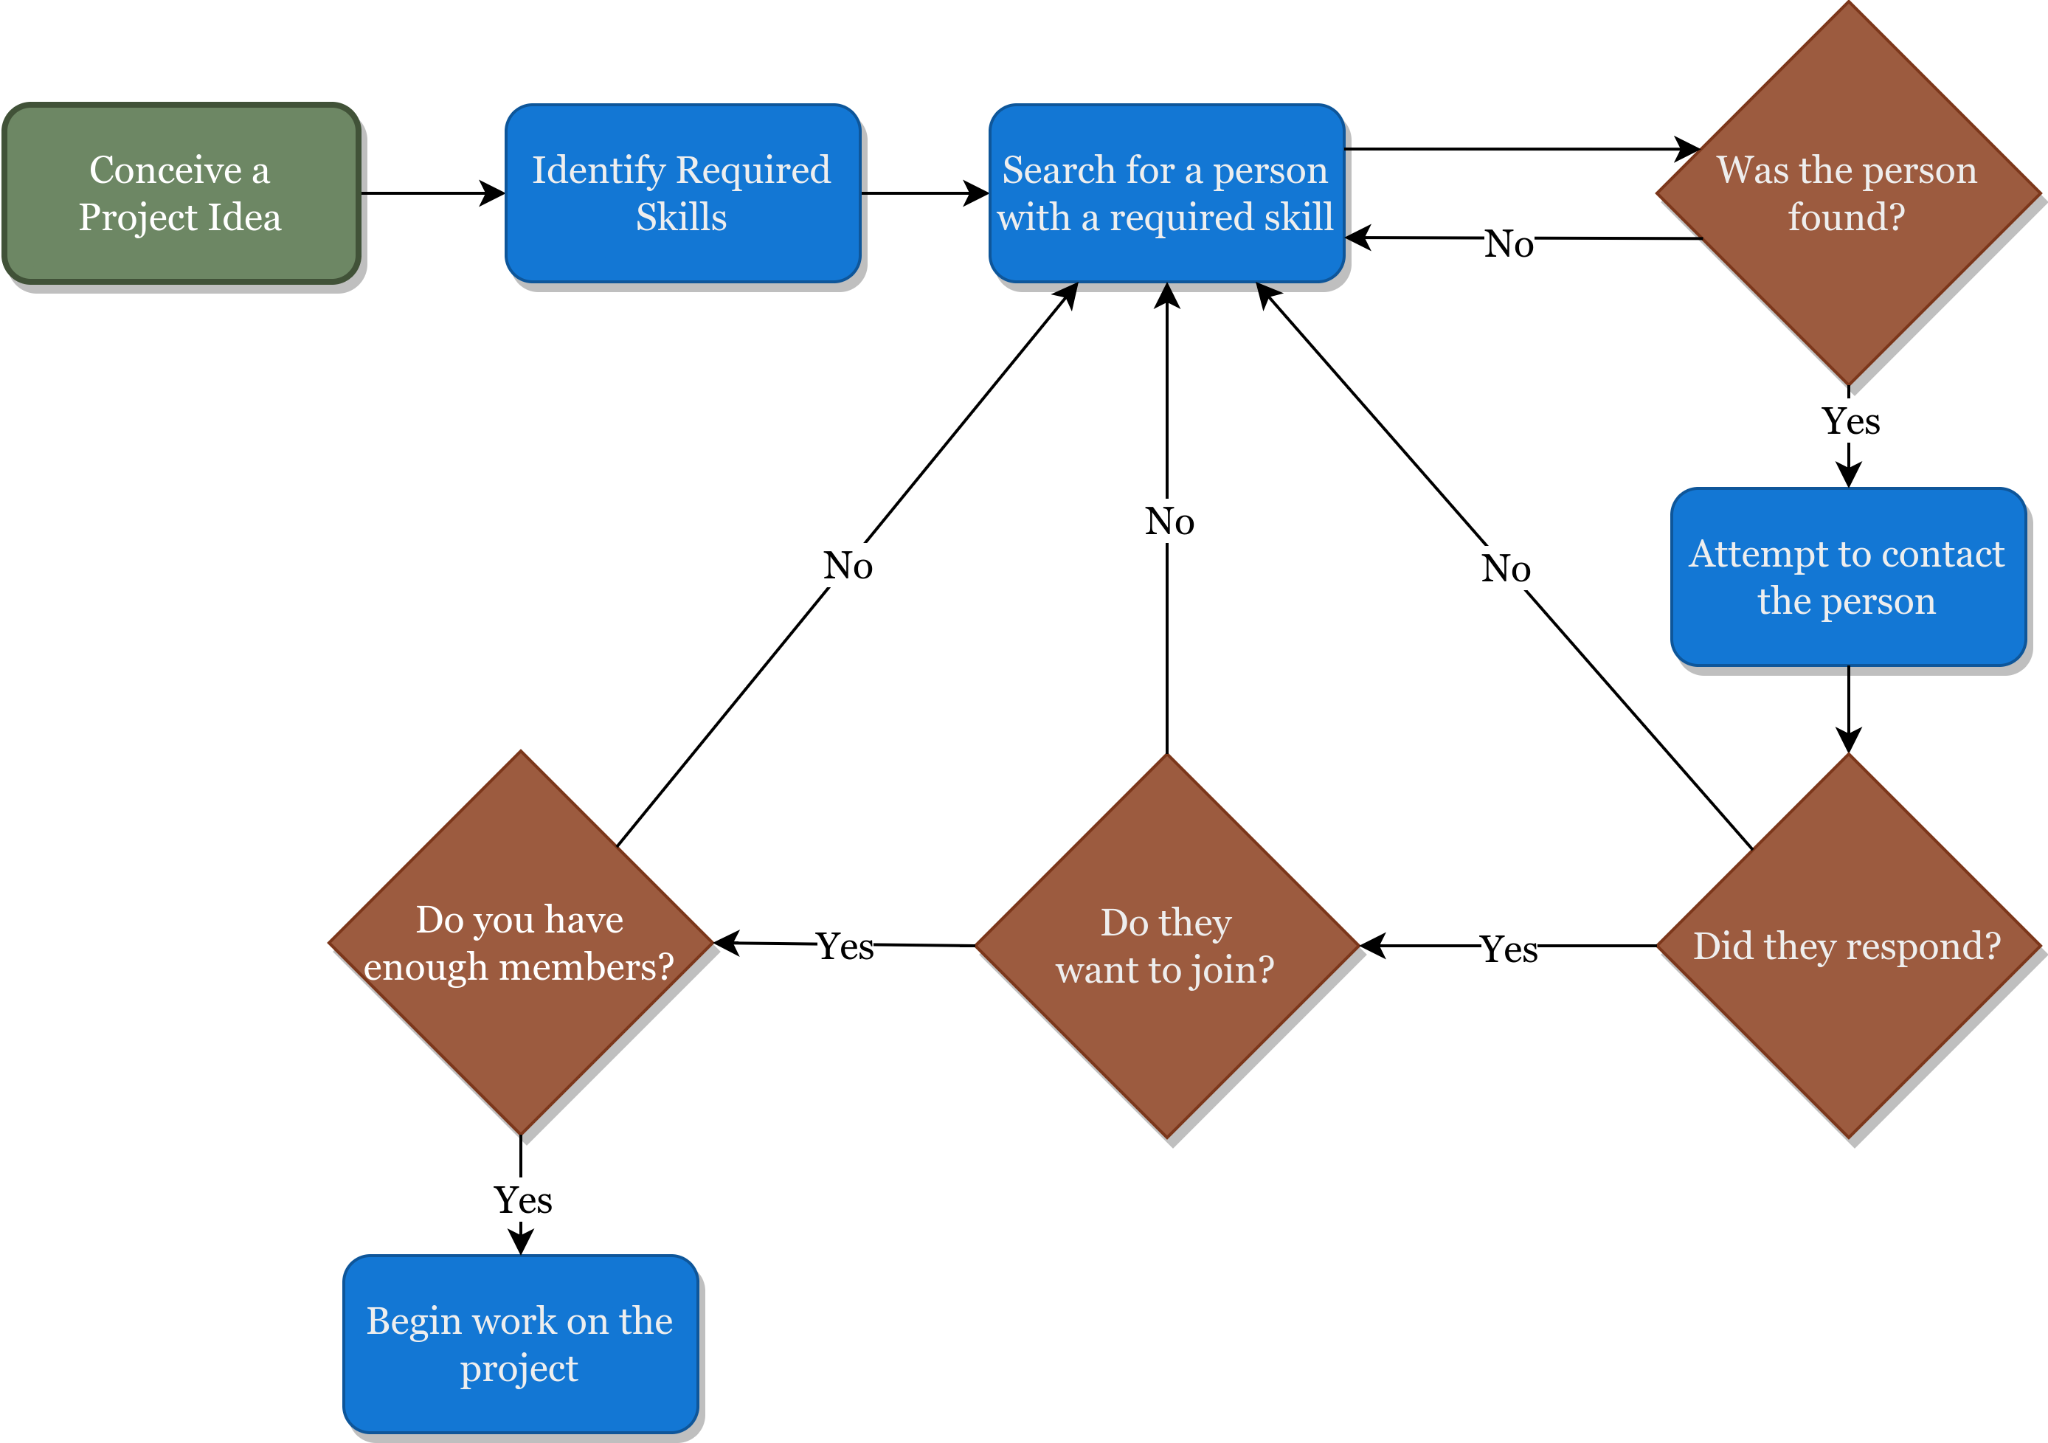 Conceive a
Project Idea
Identify Required
Skills
Search for a person
with a required skill
Was the person
found?
No
Yes
Attempt to contact
the person
No
No
No
Do you have
enough members?
Yes
Do they
want to join?
Yes
Did they respond?
Yes
Begin work on the
project